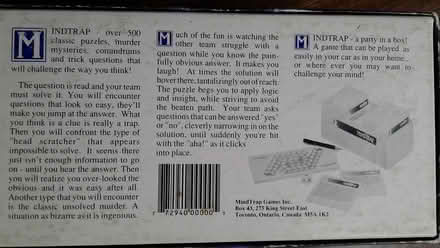 MINDTRAP - over 500
classic puzzles, murder
mysteries, conundrums
and trick questions that
will challenge the way you think!
The question is read and your team
must solve it. You will encounter
questions that look so easy, they'll
make you jump at the answer. What
you think is a clue is really a trap.
Then you will confront the type of
"head scratcher" that appears
impossible to solve. It seems there
just isn't enough information to go
on - until you hear the answer. Then
you will realize you over-looked the
obvious and it was easy after all.
Another type that you will encounter
is the classic unsolved murder. A
situation as bizarre as it is ingenious.
Much of the fun is watching the
other team struggle with a
question while you know the pain-
fully obvious answer. It makes you
laugh! At times the solution will
hover there, tantalizingly out of reach.
The puzzle begs you to apply logic
and insight, while striving to avoid
the beaten path. Your team asks
questions that can be answered "yes"
or "no", cleverly narrowing in on the
solution, until suddenly you're hit
with the "aha!" as it clicks
into place.
7 72940 00000 1
MINDTRAP - a party in a box!
A game that can be played as
easily in your car as in your home...
or where ever you may want to
challenge your mind!
MindTrap Games Inc.
Box 43, 275 King Street East
Toronto, Ontario, Canada M5A 1K2